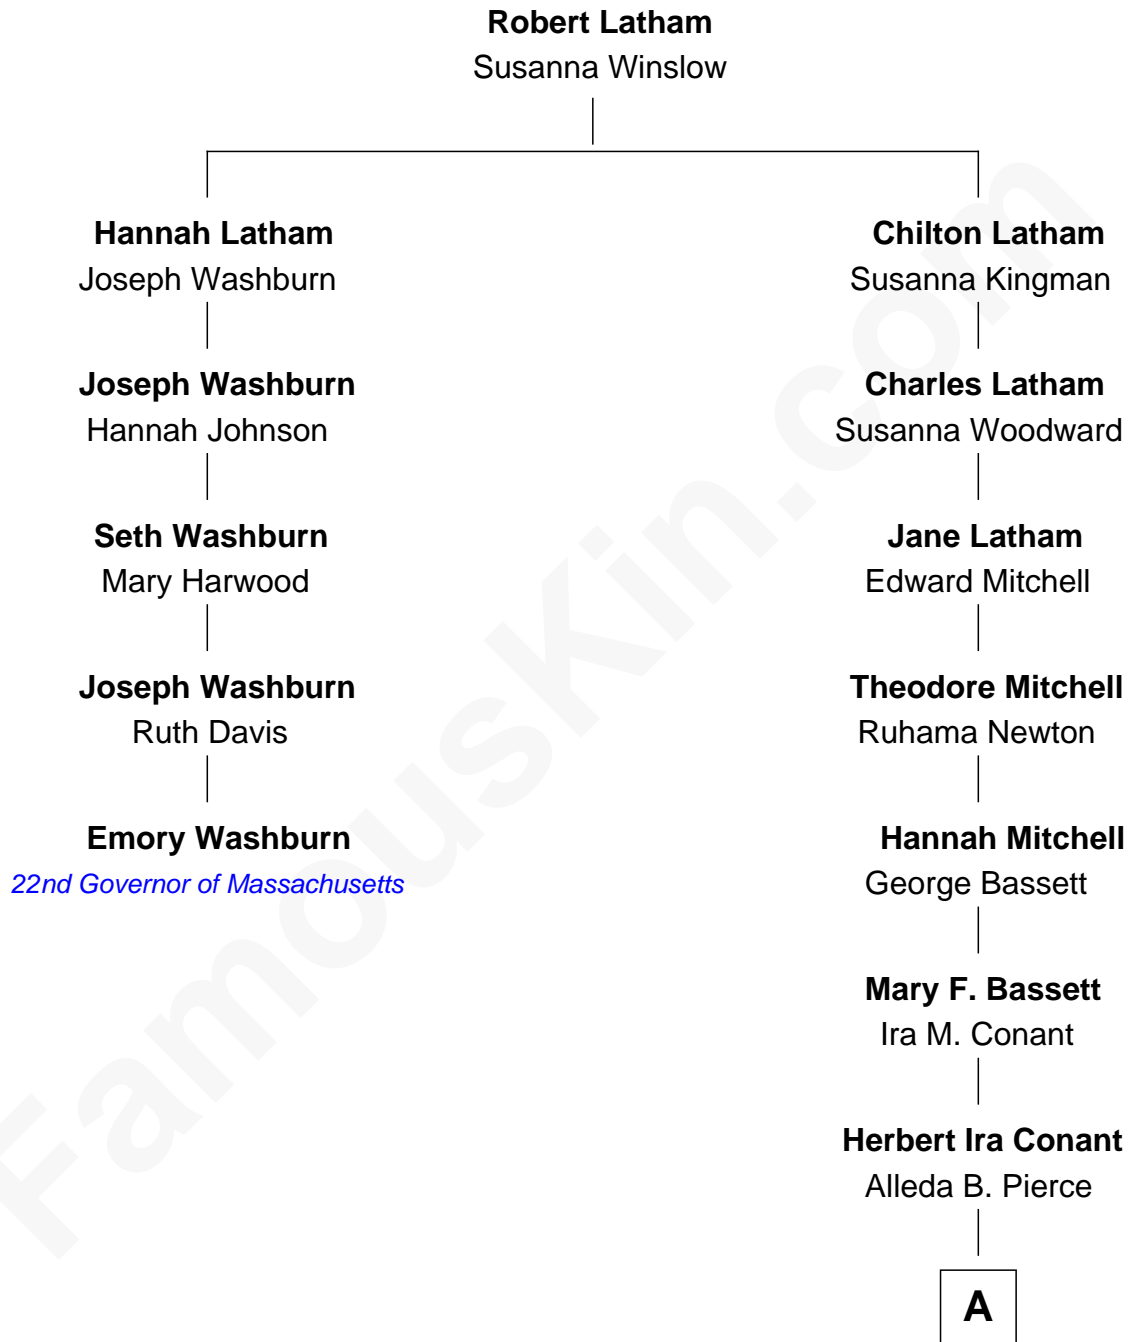 Robert Latham
Susanna Winslow
Hannah Latham
Joseph Washburn
Joseph Washburn
Hannah Johnson
Seth Washburn
Mary Harwood
Joseph Washburn
Ruth Davis
Emory Washburn
22nd Governor of Massachusetts
Chilton Latham
Susanna Kingman
Charles Latham
Susanna Woodward
Jane Latham
Edward Mitchell
Theodore Mitchell
Ruhama Newton
Hannah Mitchell
George Bassett
Mary F. Bassett
Ira M. Conant
Herbert Ira Conant
Alleda B. Pierce
A
FamousKin.com